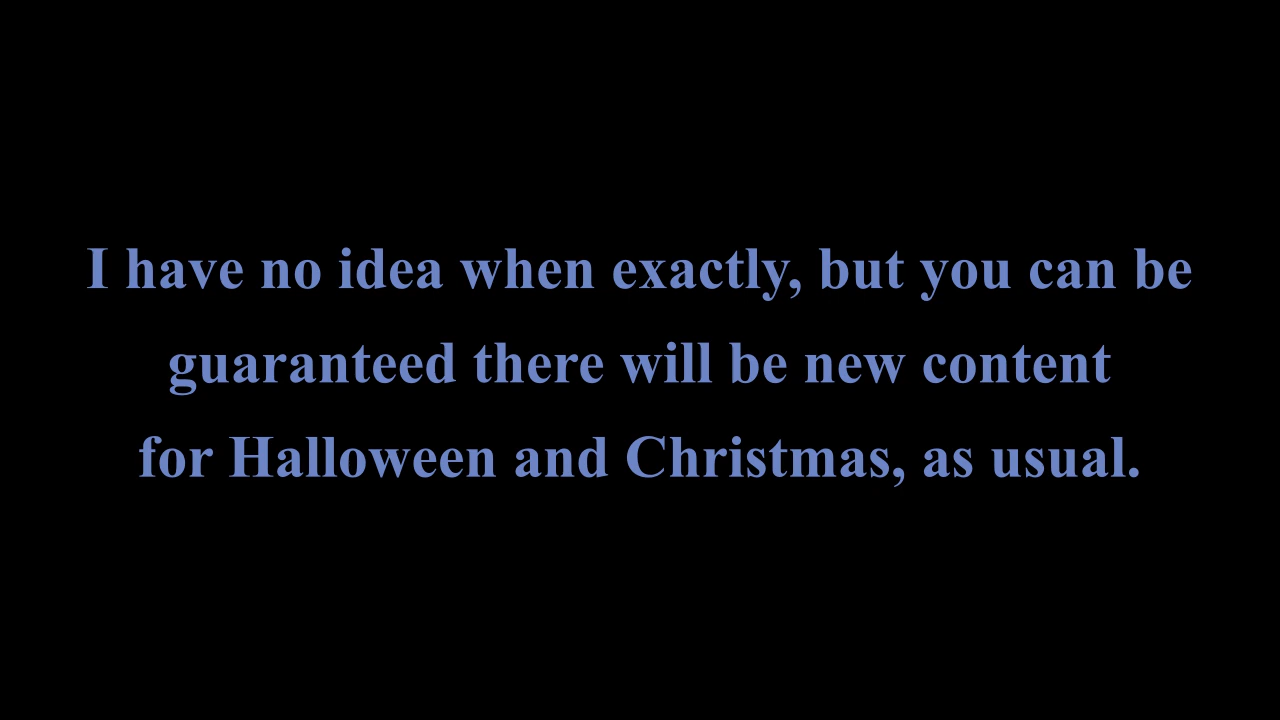 I have no idea when exactly, but you can be
guaranteed there will be new content
for Halloween and Christmas, as usual.